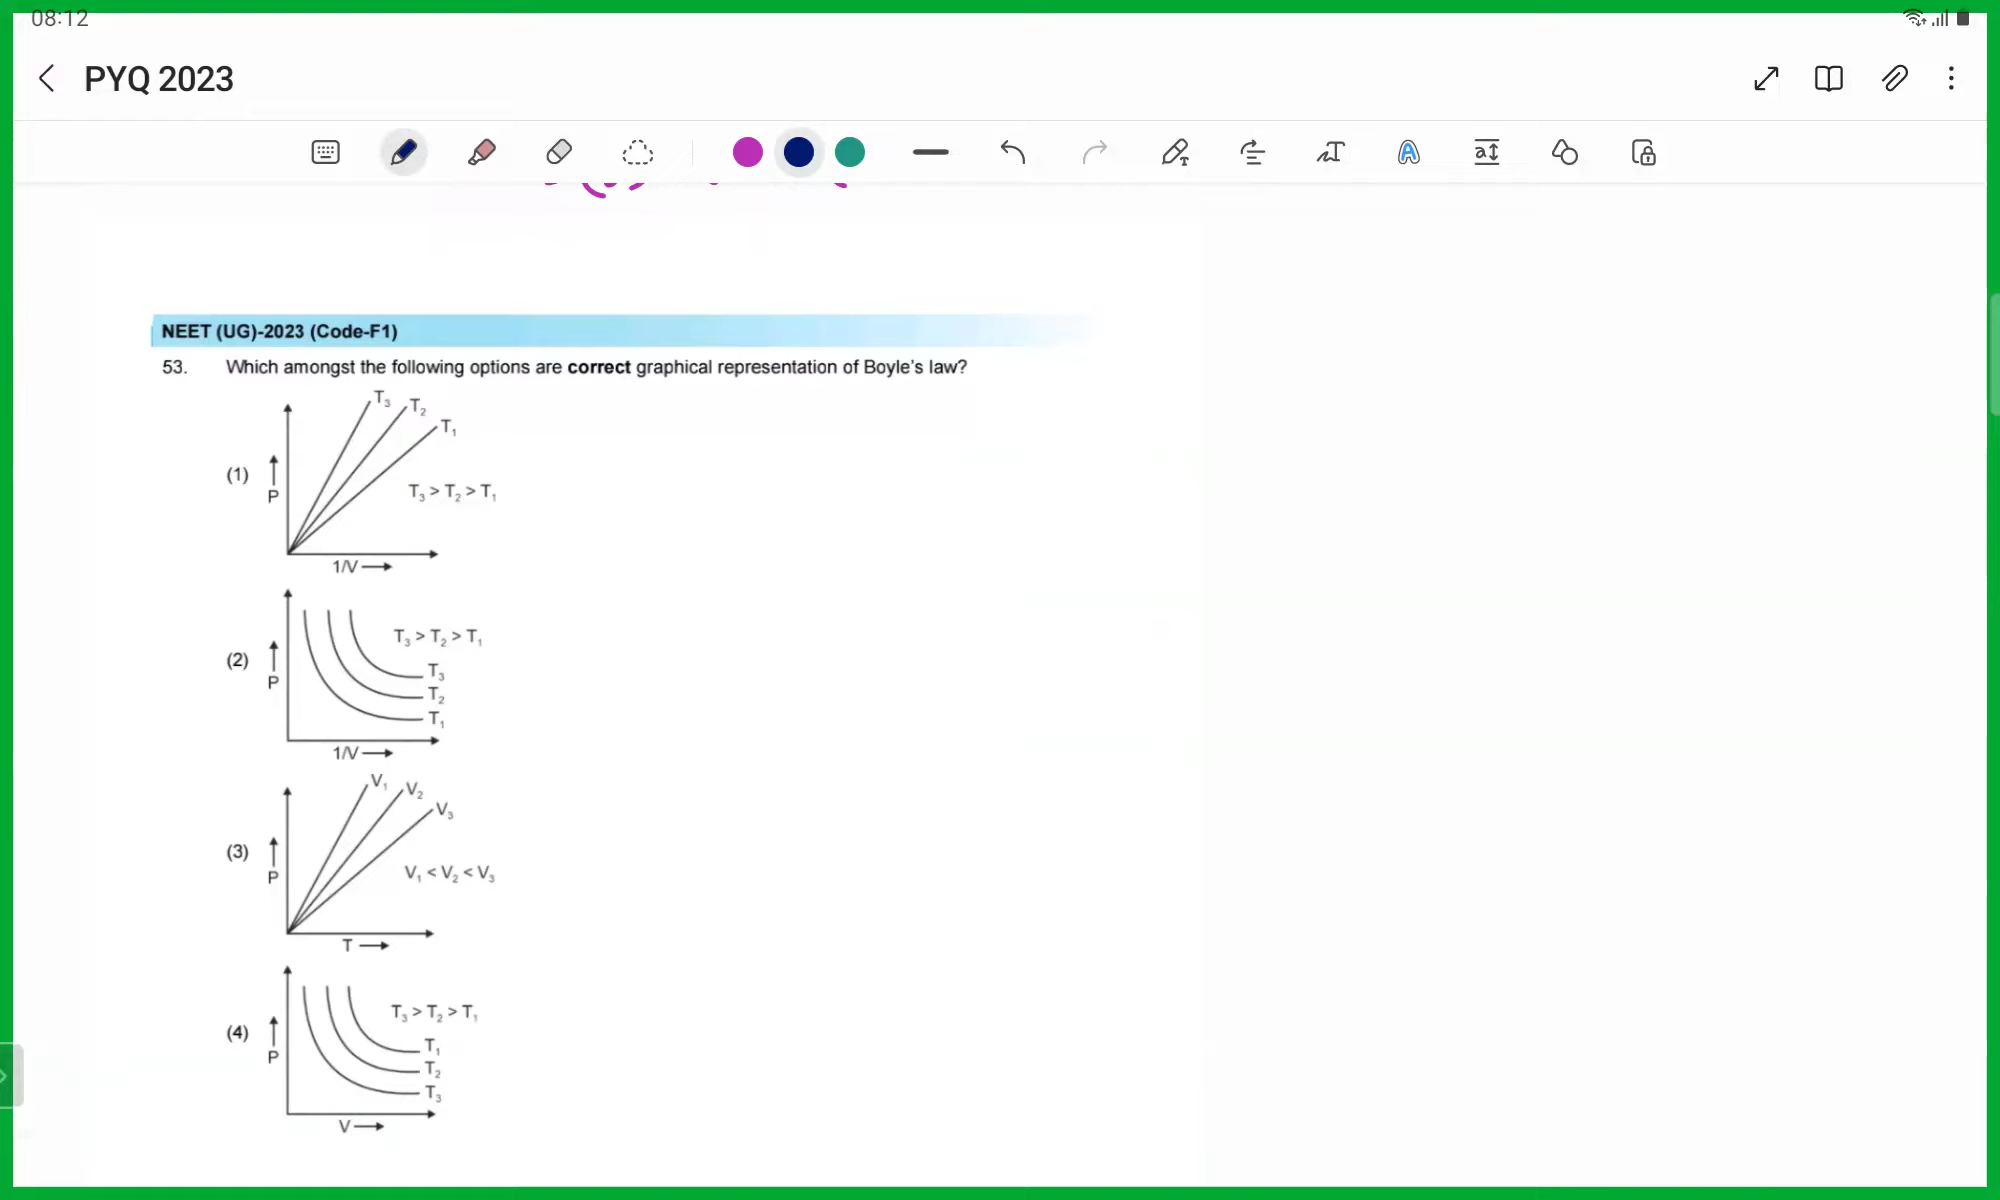 08:12
PYQ 2023
NEET (UG)-2023 (Code-F1)
53. Which amongst the following options are correct graphical representation of Boyle's law?
T₃
T₂
T₁
(1) P
T₃ > T₂ > T₁
1/V
(2) P
T₃ > T₂ > T₁
T₃
T₂
T₁
1/V
V₁
V₂
V₃
(3) P
V₁ < V₂ < V₃
T
(4) P
T₃ > T₂ > T₁
T₁
T₂
T₃
V